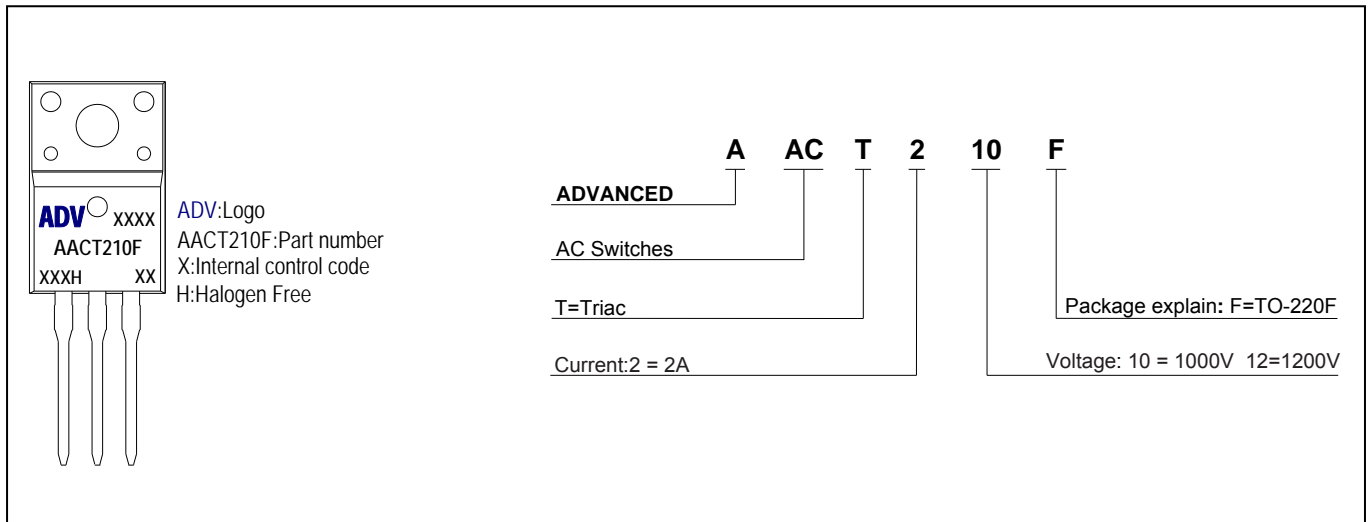 ADV XXXX
AACT210F
XXXH XX
ADV:Logo
AACT210F:Part number
X:Internal control code
H:Halogen Free
A AC T 2 10 F
ADVANCED
AC Switches
T=Triac
Current:2 = 2A
Package explain: F=TO-220F
Voltage: 10 = 1000V 12=1200V